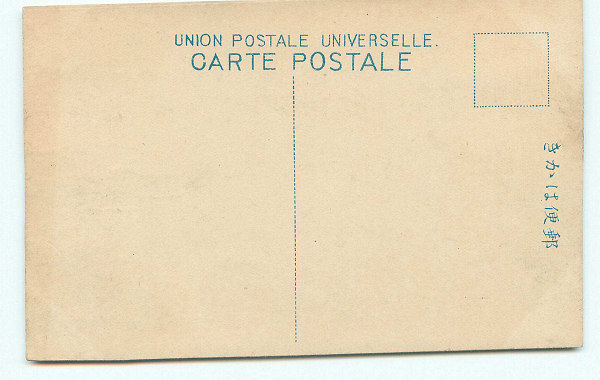 UNION POSTALE UNIVERSELLE.
CARTE POSTALE
郵便はかき